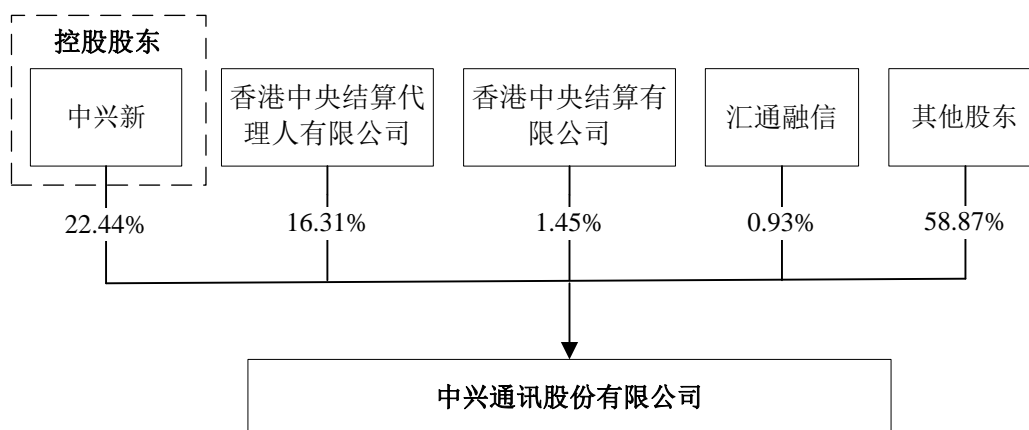 控股股东
中兴新
香港中央结算代
理人有限公司
香港中央结算有
限公司
汇通融信
其他股东
22.44%
16.31%
1.45%
0.93%
58.87%
中兴通讯股份有限公司